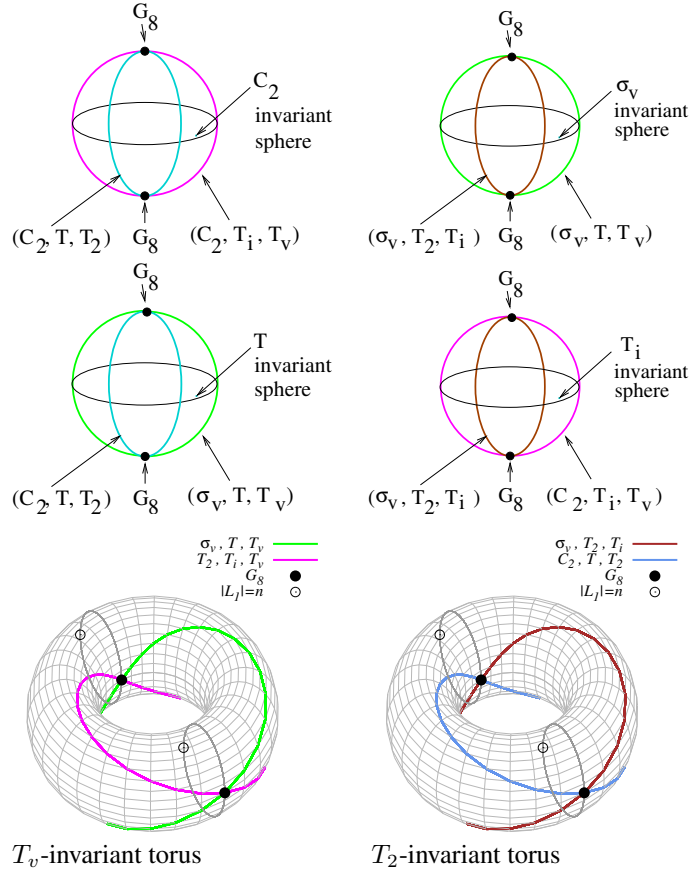 G8
G8
C2
invariant
sphere
σv
invariant
sphere
(C2, T, T2)
G8
(C2, Ti, Tv)
(σv, T2, Ti)
G8
(σv, T, Tv)
G8
G8
T
invariant
sphere
Ti
invariant
sphere
(C2, T, T2)
G8
(σv, T, Tv)
(σv, T2, Ti)
G8
(C2, Ti, Tv)
σv, T, Tv
T2, Ti, Tv
G8
|L1|=n
σv, T2, Ti
C2, T, T2
G8
|L1|=n
Tv-invariant torus
T2-invariant torus